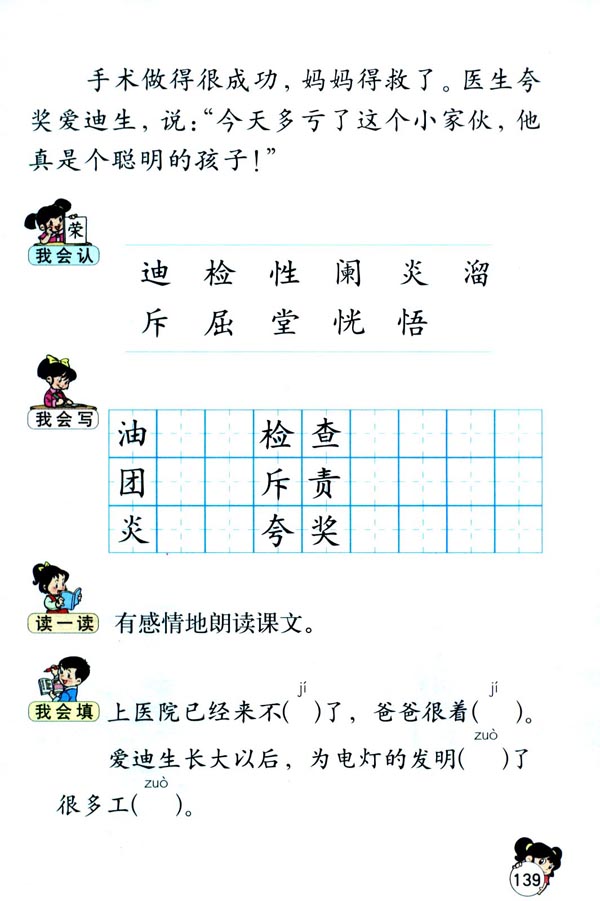 手术做得很成功，妈妈得救了。医生夸
奖爱迪生，说：“今天多亏了这个小家伙，他
真是个聪明的孩子！”
荣
我会认
迪 检 性 阑 炎 溜
斥 屈 堂 恍 悟
我会写
油 检查
团 斥责
炎 夸奖
读一读 有感情地朗读课文。
jí jí
我会填 上医院已经来不( )了，爸爸很着( )。
zuò
爱迪生长大以后，为电灯的发明( )了
zuò
很多工( )。
139